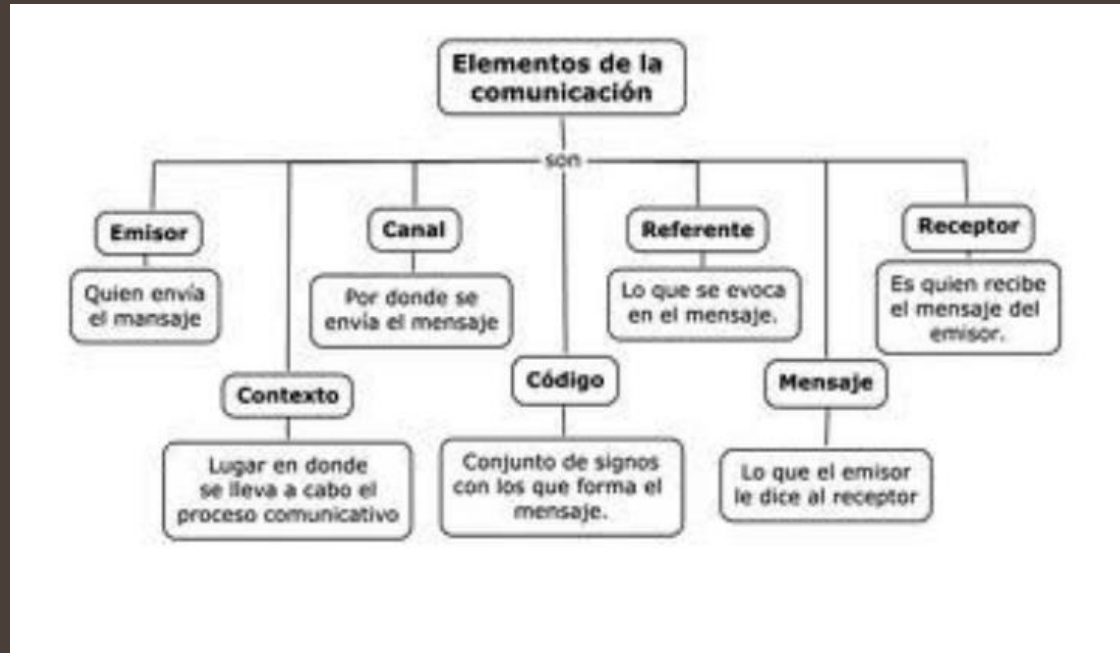 Elementos de la
comunicación
son
Emisor
Quien envía
el mansaje
Contexto
Lugar en donde
se lleva a cabo el
proceso comunicativo
Canal
Por donde se
envía el mensaje
Código
Conjunto de signos
con los que forma el
mensaje.
Referente
Lo que se evoca
en el mensaje.
Mensaje
Lo que el emisor
le dice al receptor
Receptor
Es quien recibe
el mensaje del
emisor.